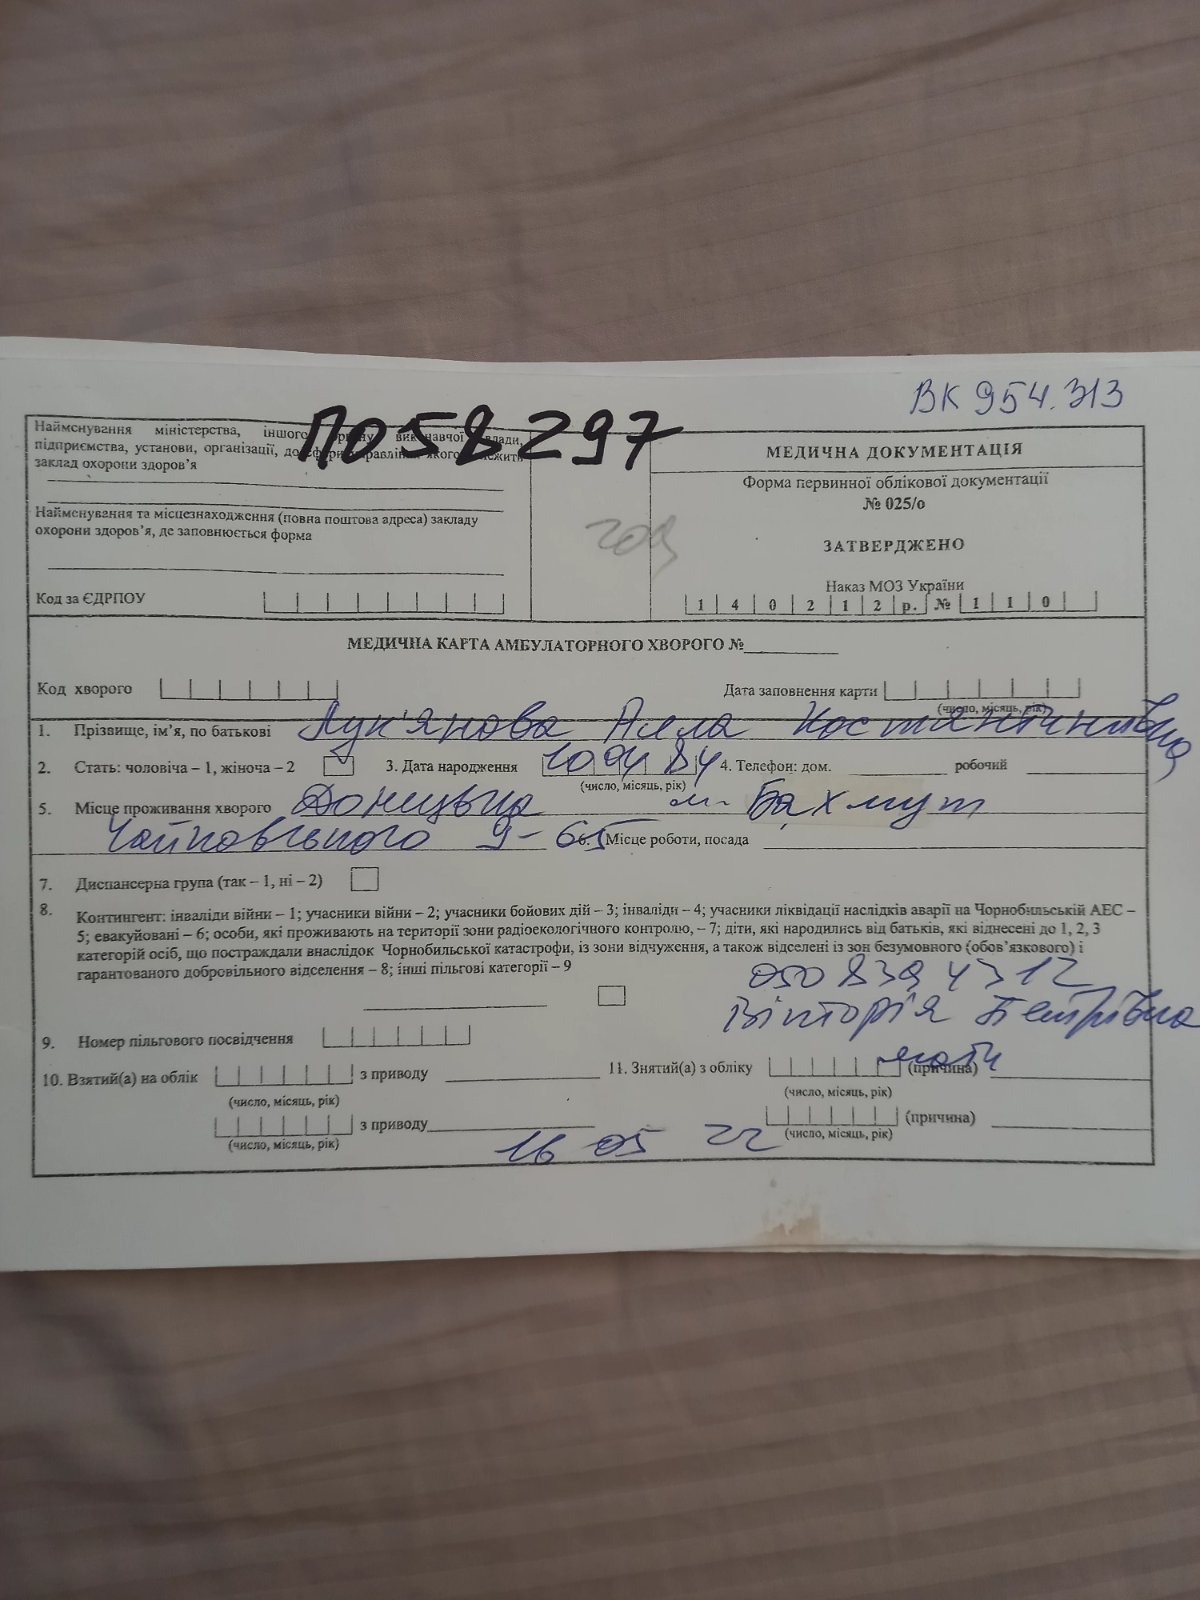 ВК 954.313
П058297
Найменування міністерства, іншого органу виконавчої влади,
підприємства, установи, організації, до сфери управління якого належить
заклад охорони здоров’я
Найменування та місцезнаходження (повна поштова адреса) закладу
охорони здоров’я, де заповнюється форма
Код за ЄДРПОУ
МЕДИЧНА ДОКУМЕНТАЦІЯ
Форма первинної облікової документації
№ 025/о
ЗАТВЕРДЖЕНО
Наказ МОЗ України
1 4 0 2 1 2 р. № 1 1 0
МЕДИЧНА КАРТА АМБУЛАТОРНОГО ХВОРОГО №
Код хворого Дата заповнення карти
(число, місяць, рік)
1. Прізвище, ім’я, по батькові Лук'янова Алла Костянтинівна
2. Стать: чоловіча – 1, жіноча – 2 3. Дата народження 100484 4. Телефон: дом. робочий
(число, місяць, рік)
5. Місце проживання хворого Донецька м. Бахмут
Чайковського 9-65 6. Місце роботи, посада
7. Диспансерна група (так – 1, ні – 2)
8. Контингент: інваліди війни – 1; учасники війни – 2; учасники бойових дій – 3; інваліди – 4; учасники ліквідації наслідків аварії на Чорнобильській АЕС –
5; евакуйовані – 6; особи, які проживають на території зони радіоекологічного контролю, – 7; діти, які народились від батьків, які віднесені до 1, 2, 3
категорій осіб, що постраждали внаслідок Чорнобильської катастрофи, із зони відчуження, а також відселені із зон безумовного (обов’язкового) і
гарантованого добровільного відселення – 8; інші пільгові категорії – 9
050 839 4312
Вікторія Петрівна
мати
9. Номер пільгового посвідчення
10. Взятий(а) на облік з приводу 11. Знятий(а) з обліку (причина)
(число, місяць, рік) (число, місяць, рік)
з приводу (причина)
(число, місяць, рік) (число, місяць, рік)
16 05 22